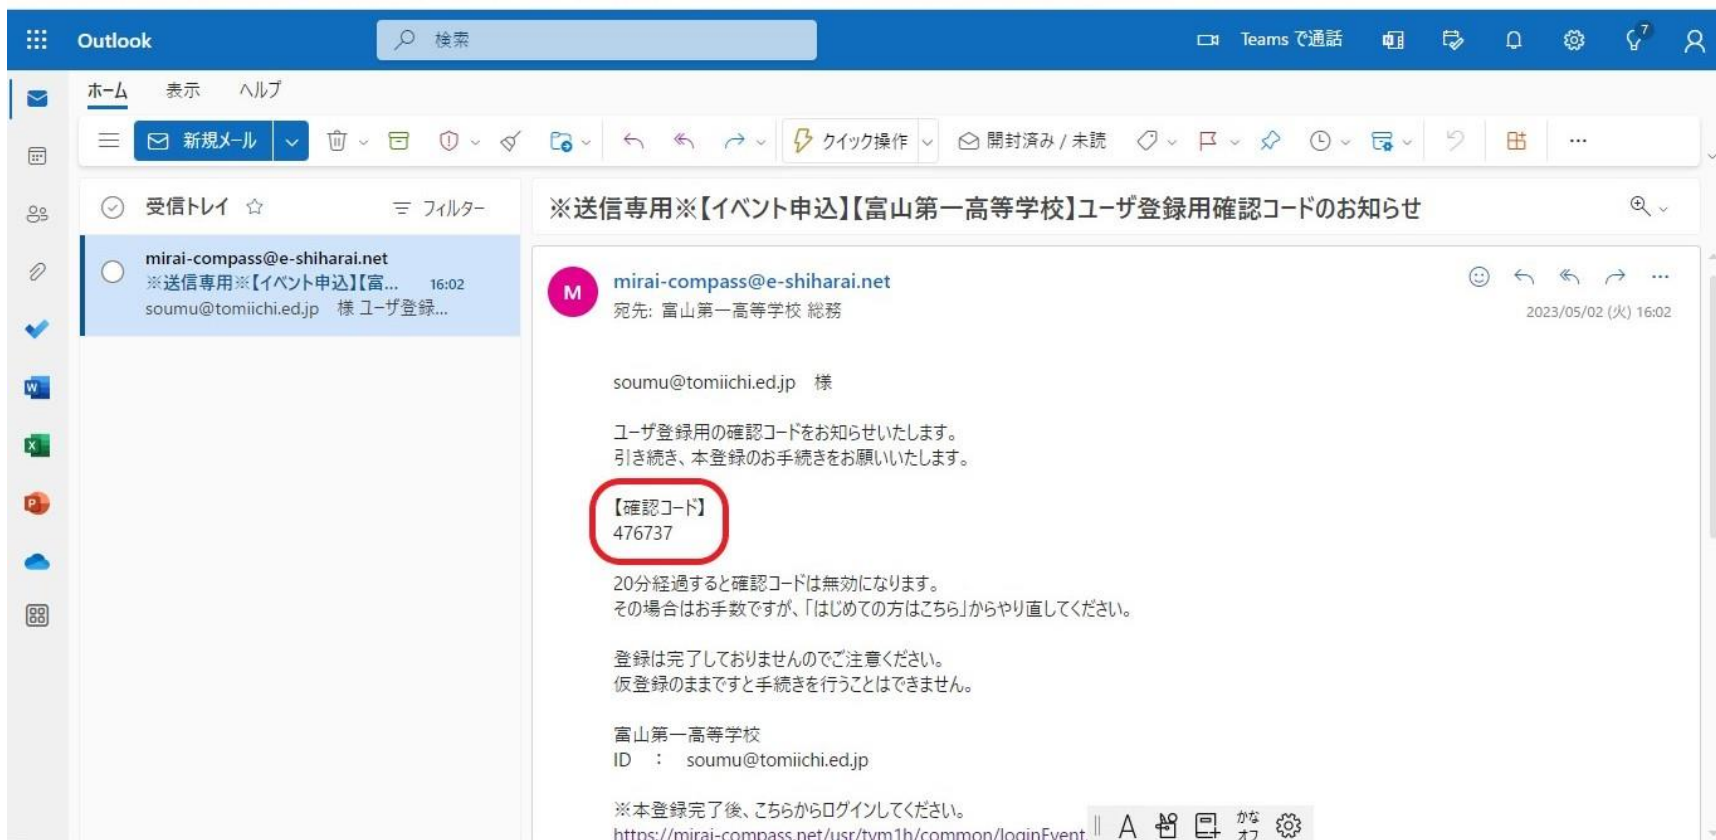 Outlook
検索
Teams で通話
7
ホーム 表示 ヘルプ
新規メール
クイック操作
開封済み / 未読
受信トレイ
フィルター
mirai-compass@e-shiharai.net
※送信専用※【イベント申込】【富... 16:02
soumu@tomiichi.ed.jp 様 ユーザ登録...
※送信専用※【イベント申込】【富山第一高等学校】ユーザ登録用確認コードのお知らせ
M
mirai-compass@e-shiharai.net
宛先: 富山第一高等学校 総務
2023/05/02 (火) 16:02
soumu@tomiichi.ed.jp 様
ユーザ登録用の確認コードをお知らせいたします。
引き続き、本登録のお手続きをお願いいたします。
【確認コード】
476737
20分経過すると確認コードは無効になります。
その場合はお手数ですが、「はじめての方はこちら」からやり直してください。
登録は完了しておりませんのでご注意ください。
仮登録のままですと手続きを行うことはできません。
富山第一高等学校
ID ： soumu@tomiichi.ed.jp
※本登録完了後、こちらからログインしてください。
https://mirai-compass.net/usr/tym1h/common/loginEvent.
A
かな
オフ
W
X
P